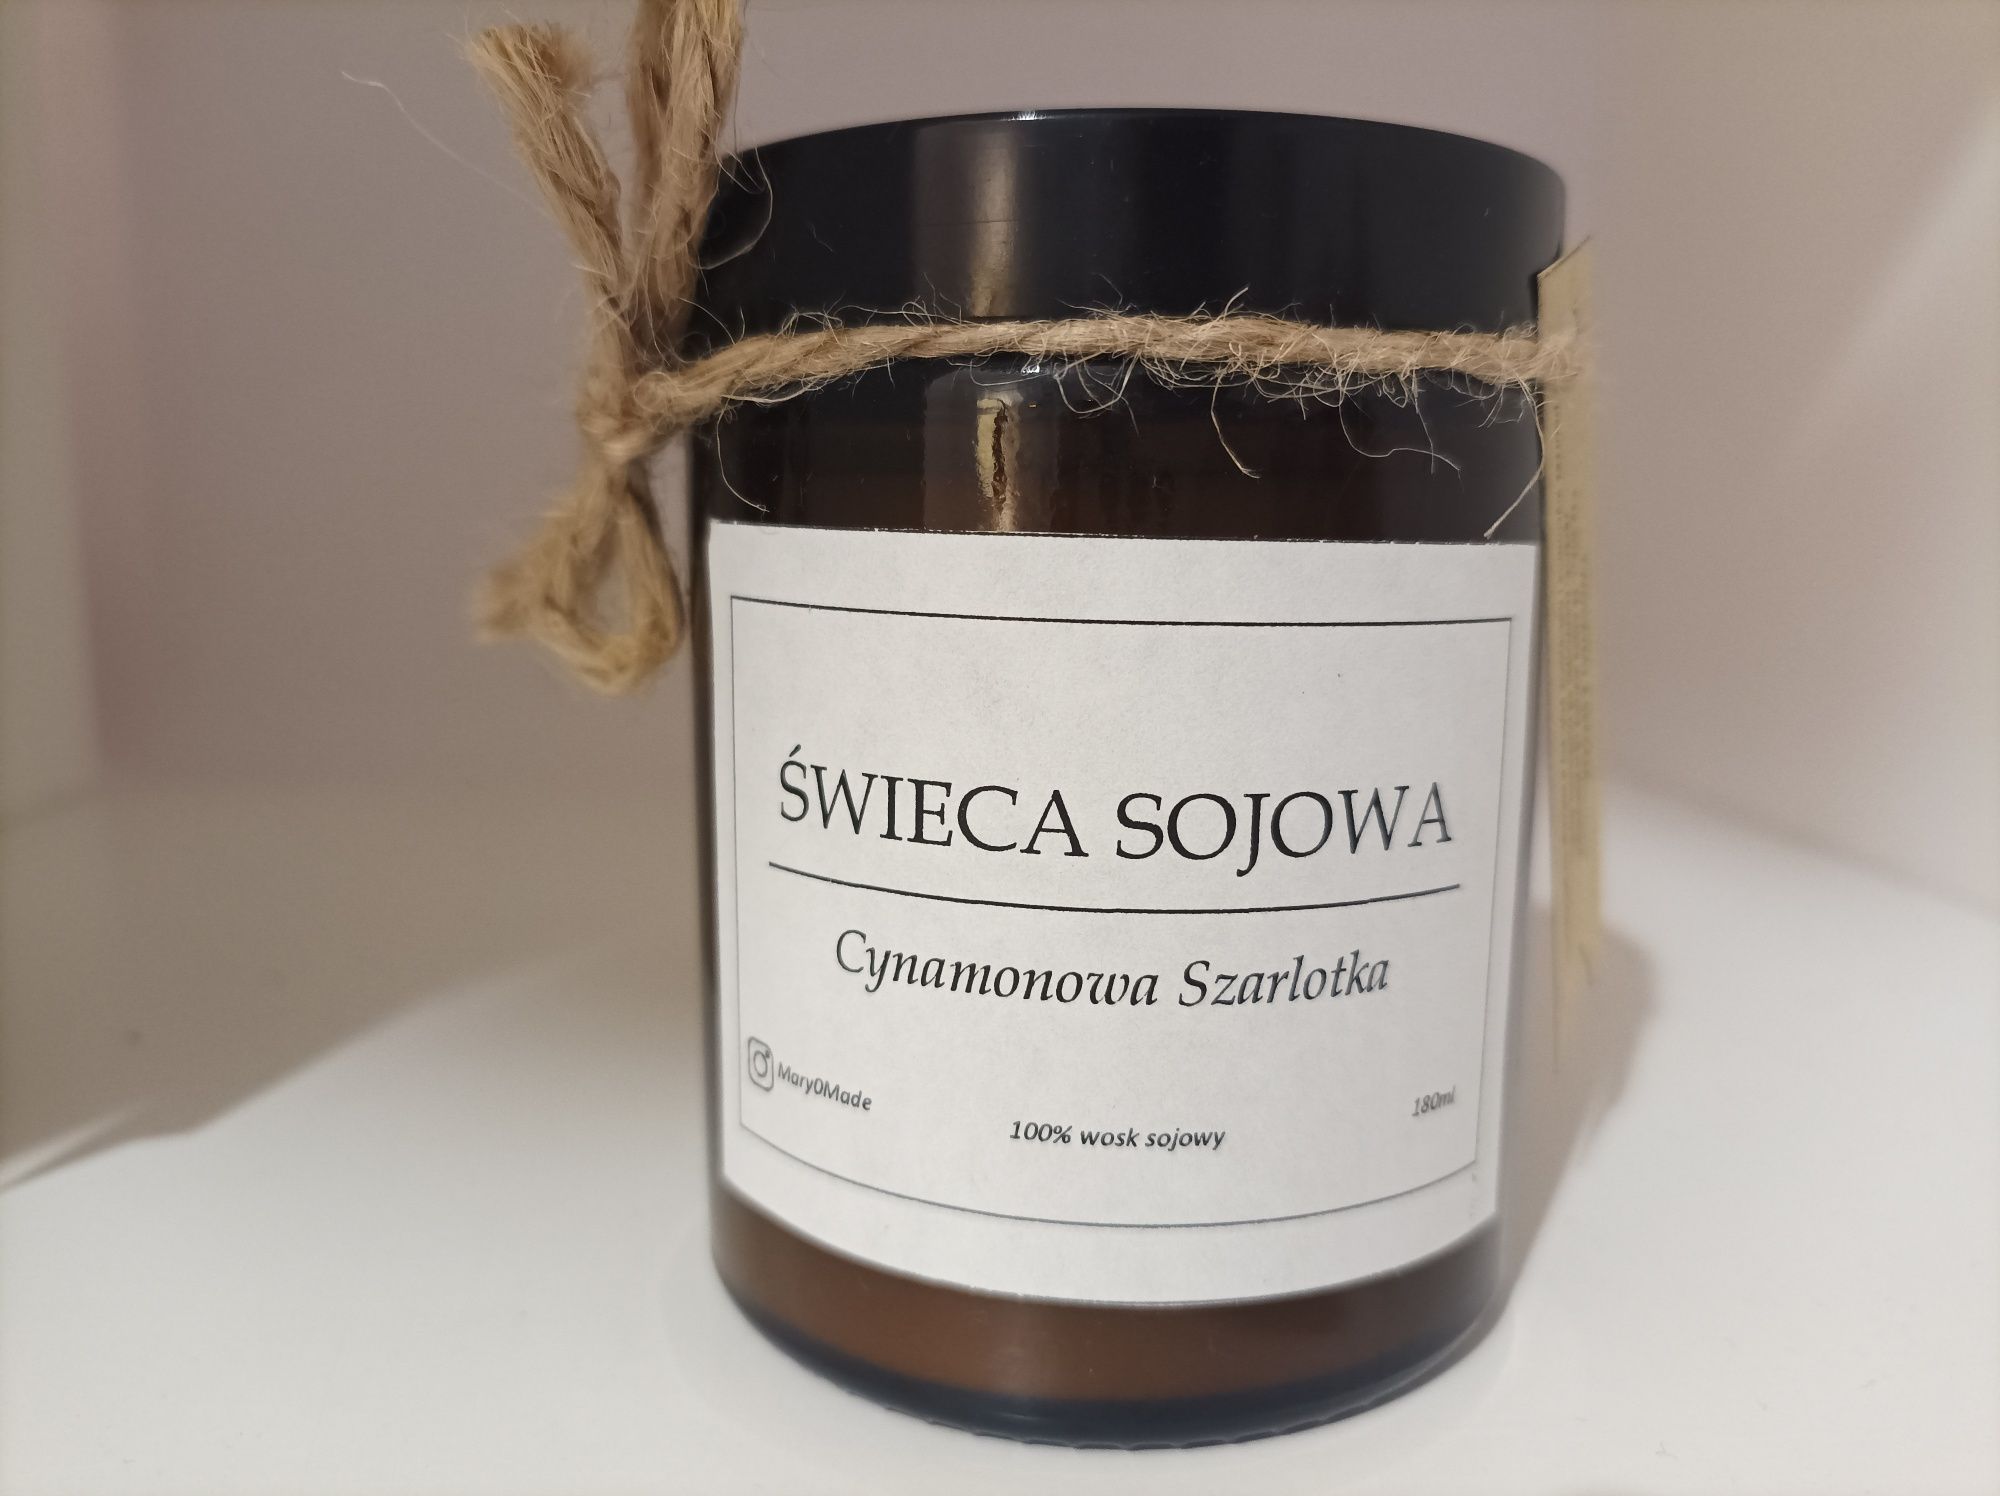 ŚWIECA SOJOWA
Cynamonowa Szarlotka
Mary0Made
180ml
100% wosk sojowy